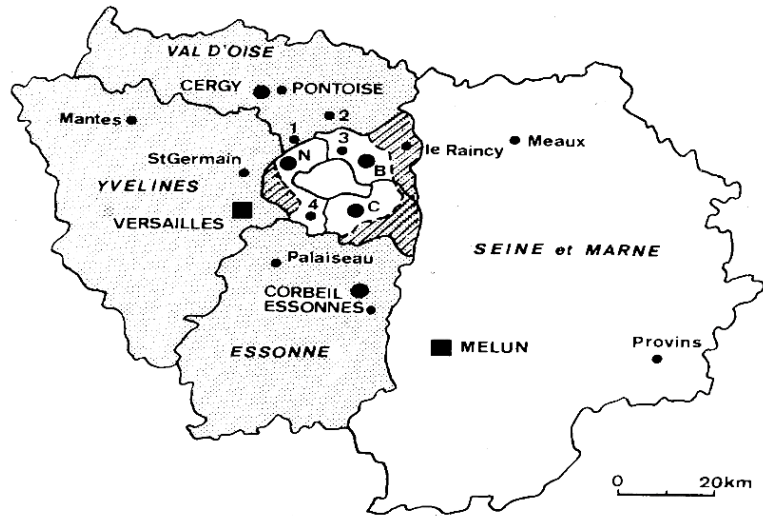 VAL D'OISE
CERGY
PONTOISE
Mantes
1
2
3
le Raincy
Meaux
StGermain
N
B
YVELINES
VERSAILLES
4
C
SEINE et MARNE
Palaiseau
CORBEIL
ESSONNES
ESSONNE
MELUN
Provins
0
20km